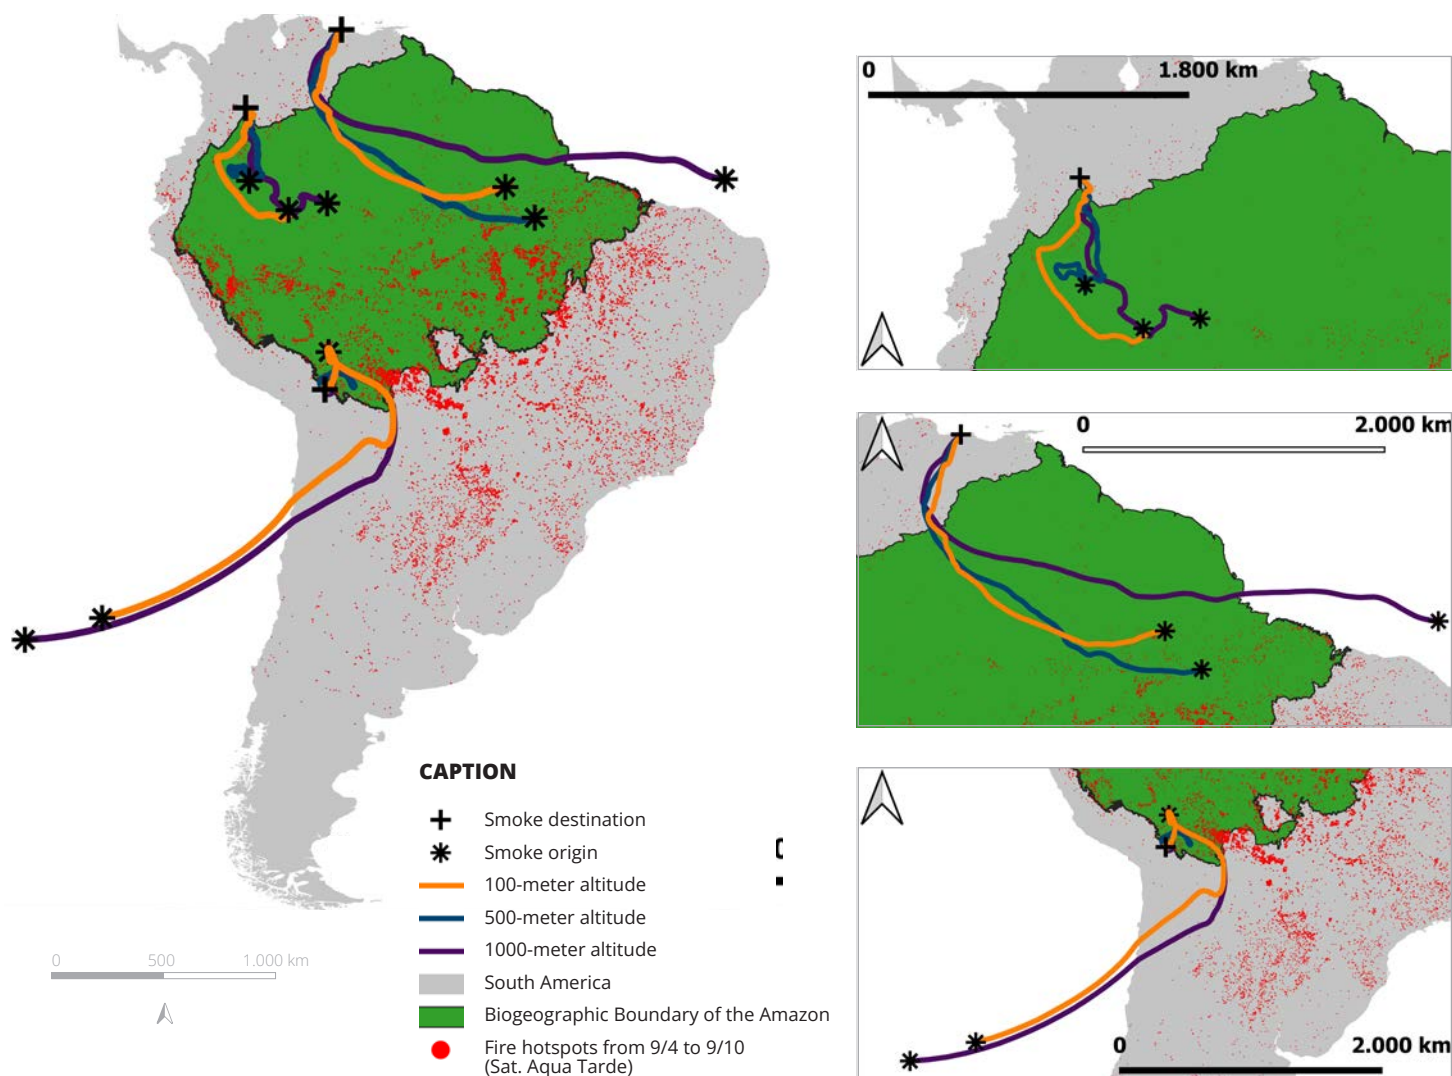 0 1.800 km
0 2.000 km
CAPTION
Smoke destination
Smoke origin
100-meter altitude
500-meter altitude
1000-meter altitude
South America
Biogeographic Boundary of the Amazon
Fire hotspots from 9/4 to 9/10
(Sat. Aqua Tarde)
0 500 1.000 km
0 2.000 km